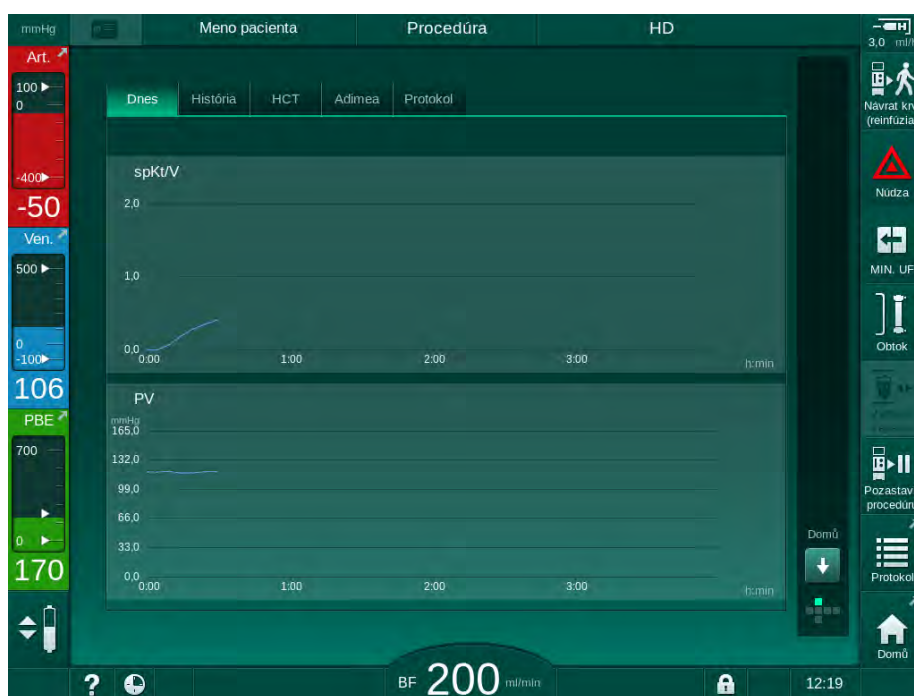 mmHg
Meno pacienta
Procedúra
HD
3,0 ml/h
Art.
100
0
-400
-50
Ven.
500
0
-100
106
PBE
700
0
170
Dnes
História
HCT
Adimea
Protokol
spKt/V
2,0
1,0
0,0
0:00
1:00
2:00
3:00
h:min
PV
mmHg
165,0
132,0
99,0
66,0
33,0
0,0
0:00
1:00
2:00
3:00
h:min
Domů
Návrat krv
(reinfúzia
Núdza
MIN. UF
Obtok
Pozastavi
procedúru
Protokol
Domů
?
BF 200 ml/min
12:19